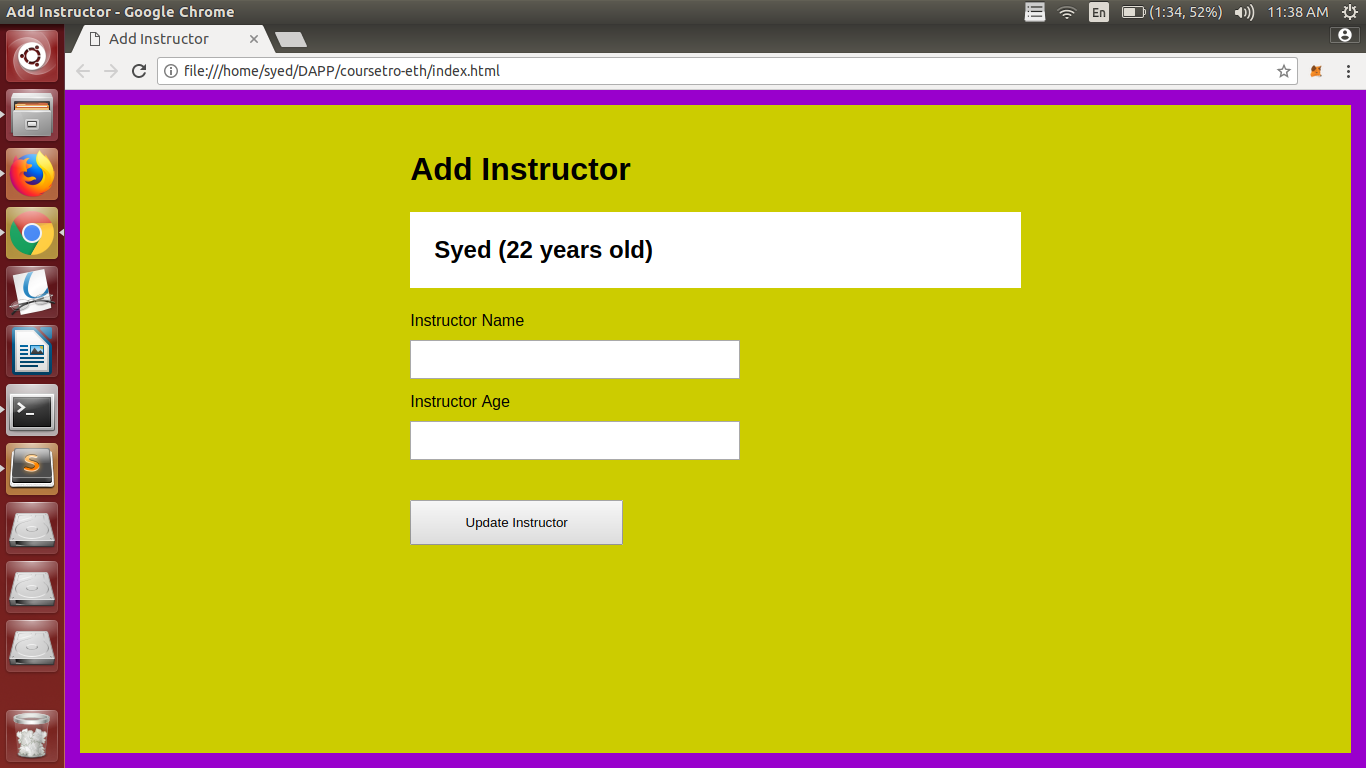 Add Instructor - Google Chrome
En
(1:34, 52%)
11:38 AM
Add Instructor
file:///home/syed/DAPP/coursetro-eth/index.html
Add Instructor
Syed (22 years old)
Instructor Name
Instructor Age
Update Instructor
S